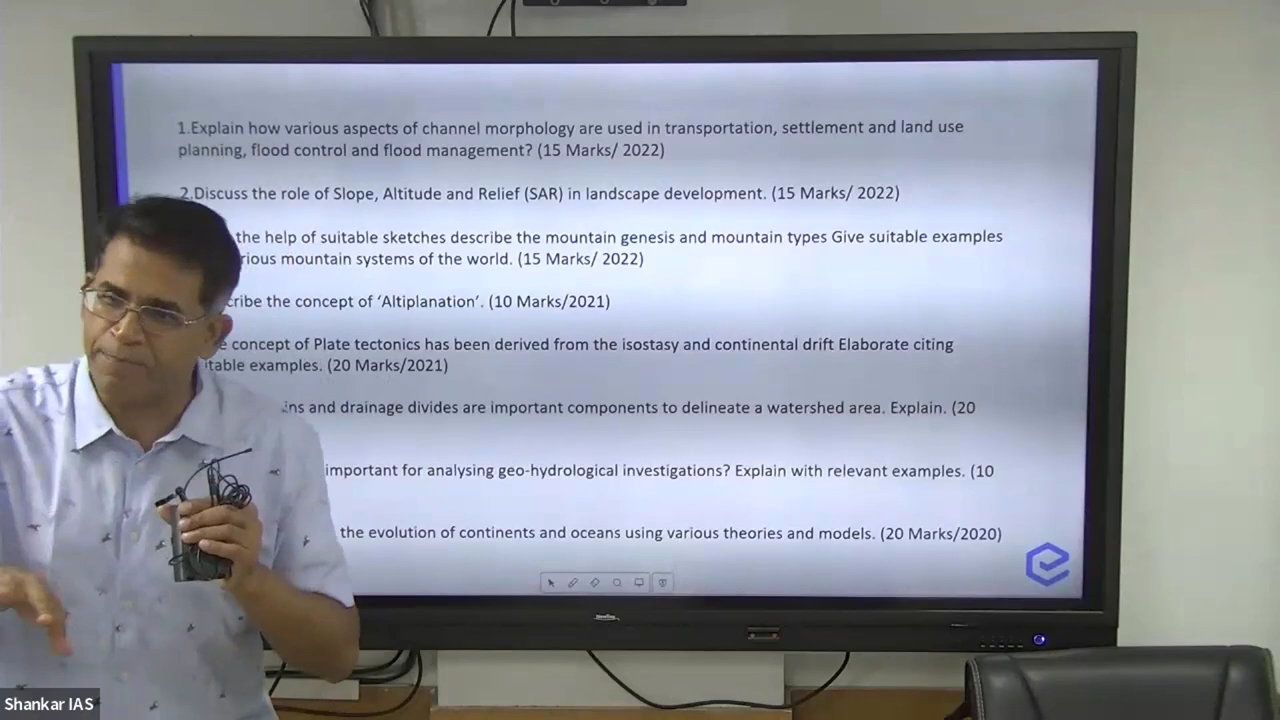 1.Explain how various aspects of channel morphology are used in transportation, settlement and land use
planning, flood control and flood management? (15 Marks/ 2022)
2.Discuss the role of Slope, Altitude and Relief (SAR) in landscape development. (15 Marks/ 2022)
the help of suitable sketches describe the mountain genesis and mountain types Give suitable examples
rious mountain systems of the world. (15 Marks/ 2022)
cribe the concept of ‘Altiplanation’. (10 Marks/2021)
e concept of Plate tectonics has been derived from the isostasy and continental drift Elaborate citing
table examples. (20 Marks/2021)
ins and drainage divides are important components to delineate a watershed area. Explain. (20
important for analysing geo-hydrological investigations? Explain with relevant examples. (10
the evolution of continents and oceans using various theories and models. (20 Marks/2020)
Shankar IAS